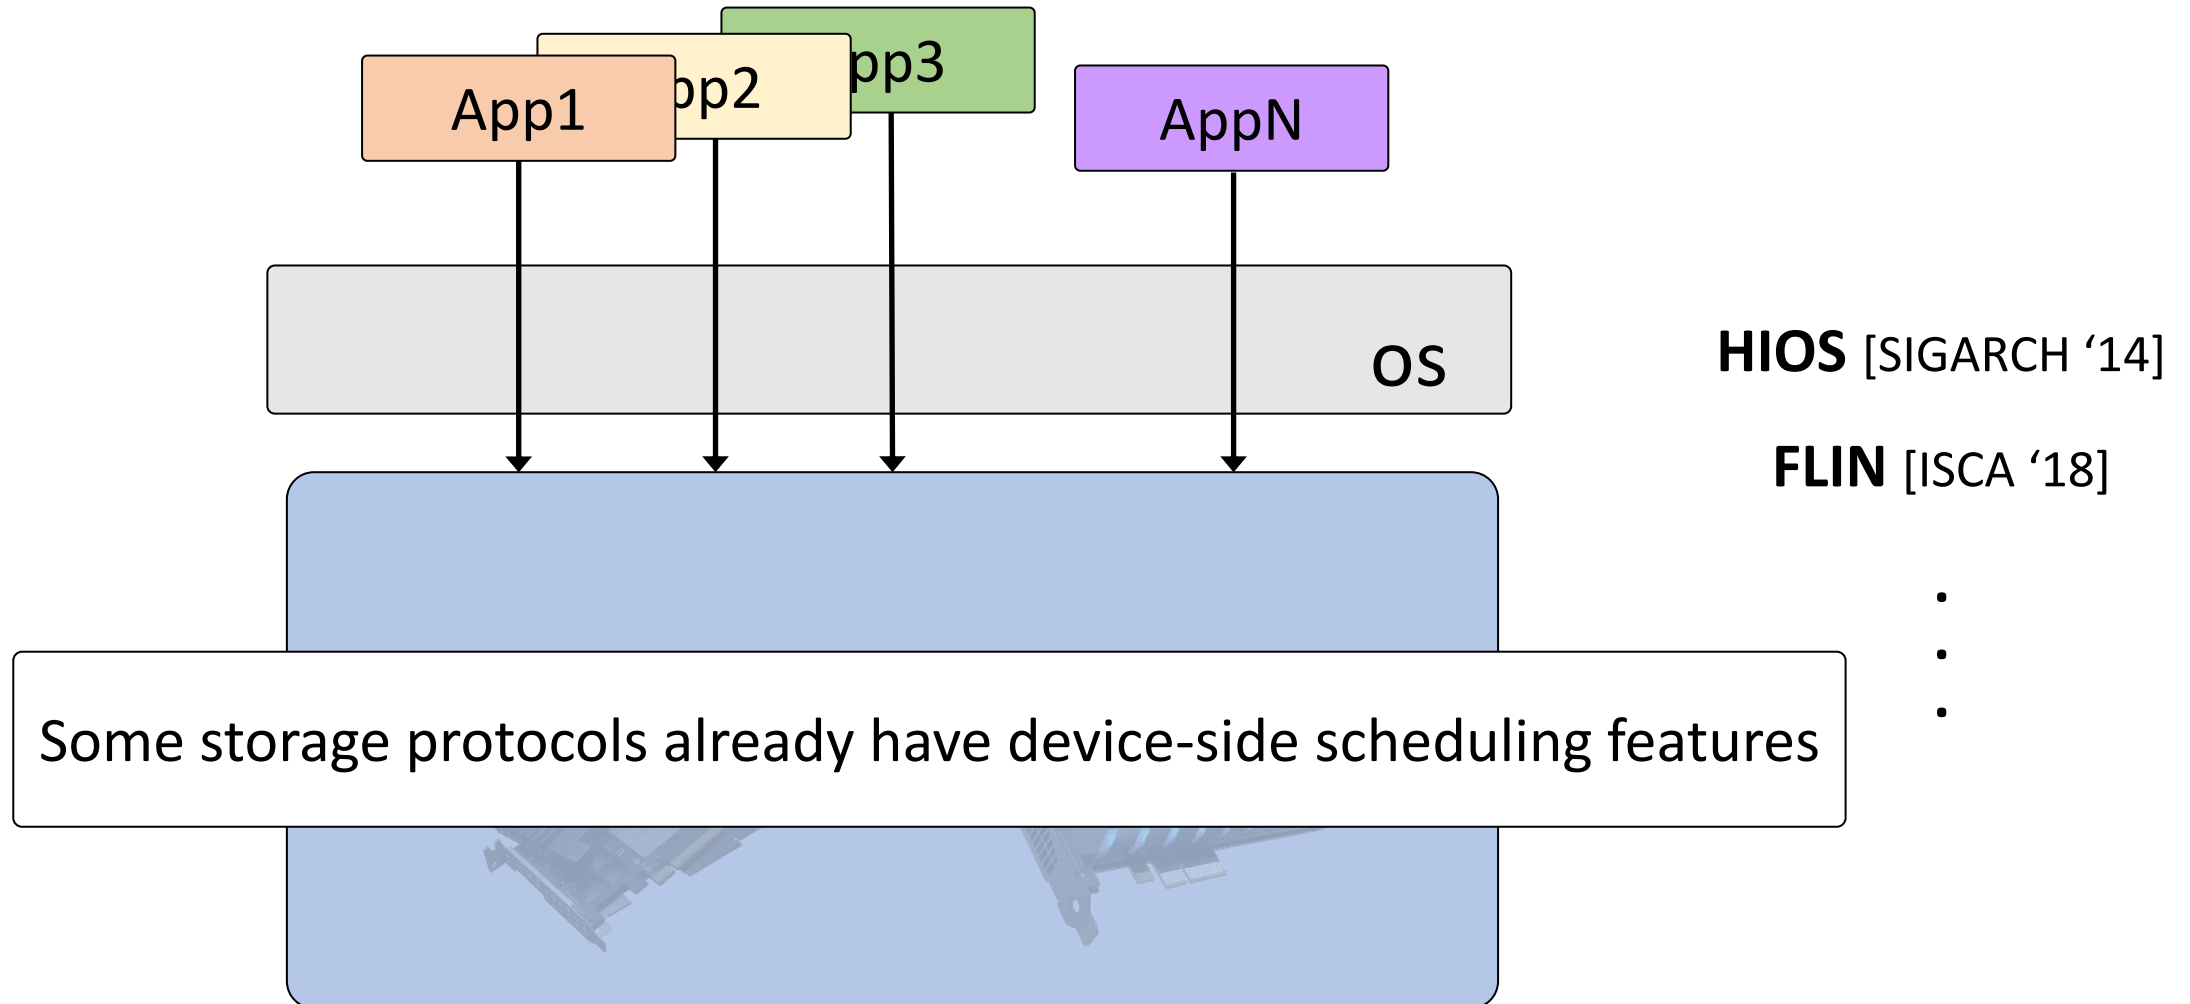 pp3
pp2
App1
AppN
OS
HIOS [SIGARCH ‘14]
FLIN [ISCA ‘18]
.
.
.
Some storage protocols already have device-side scheduling features